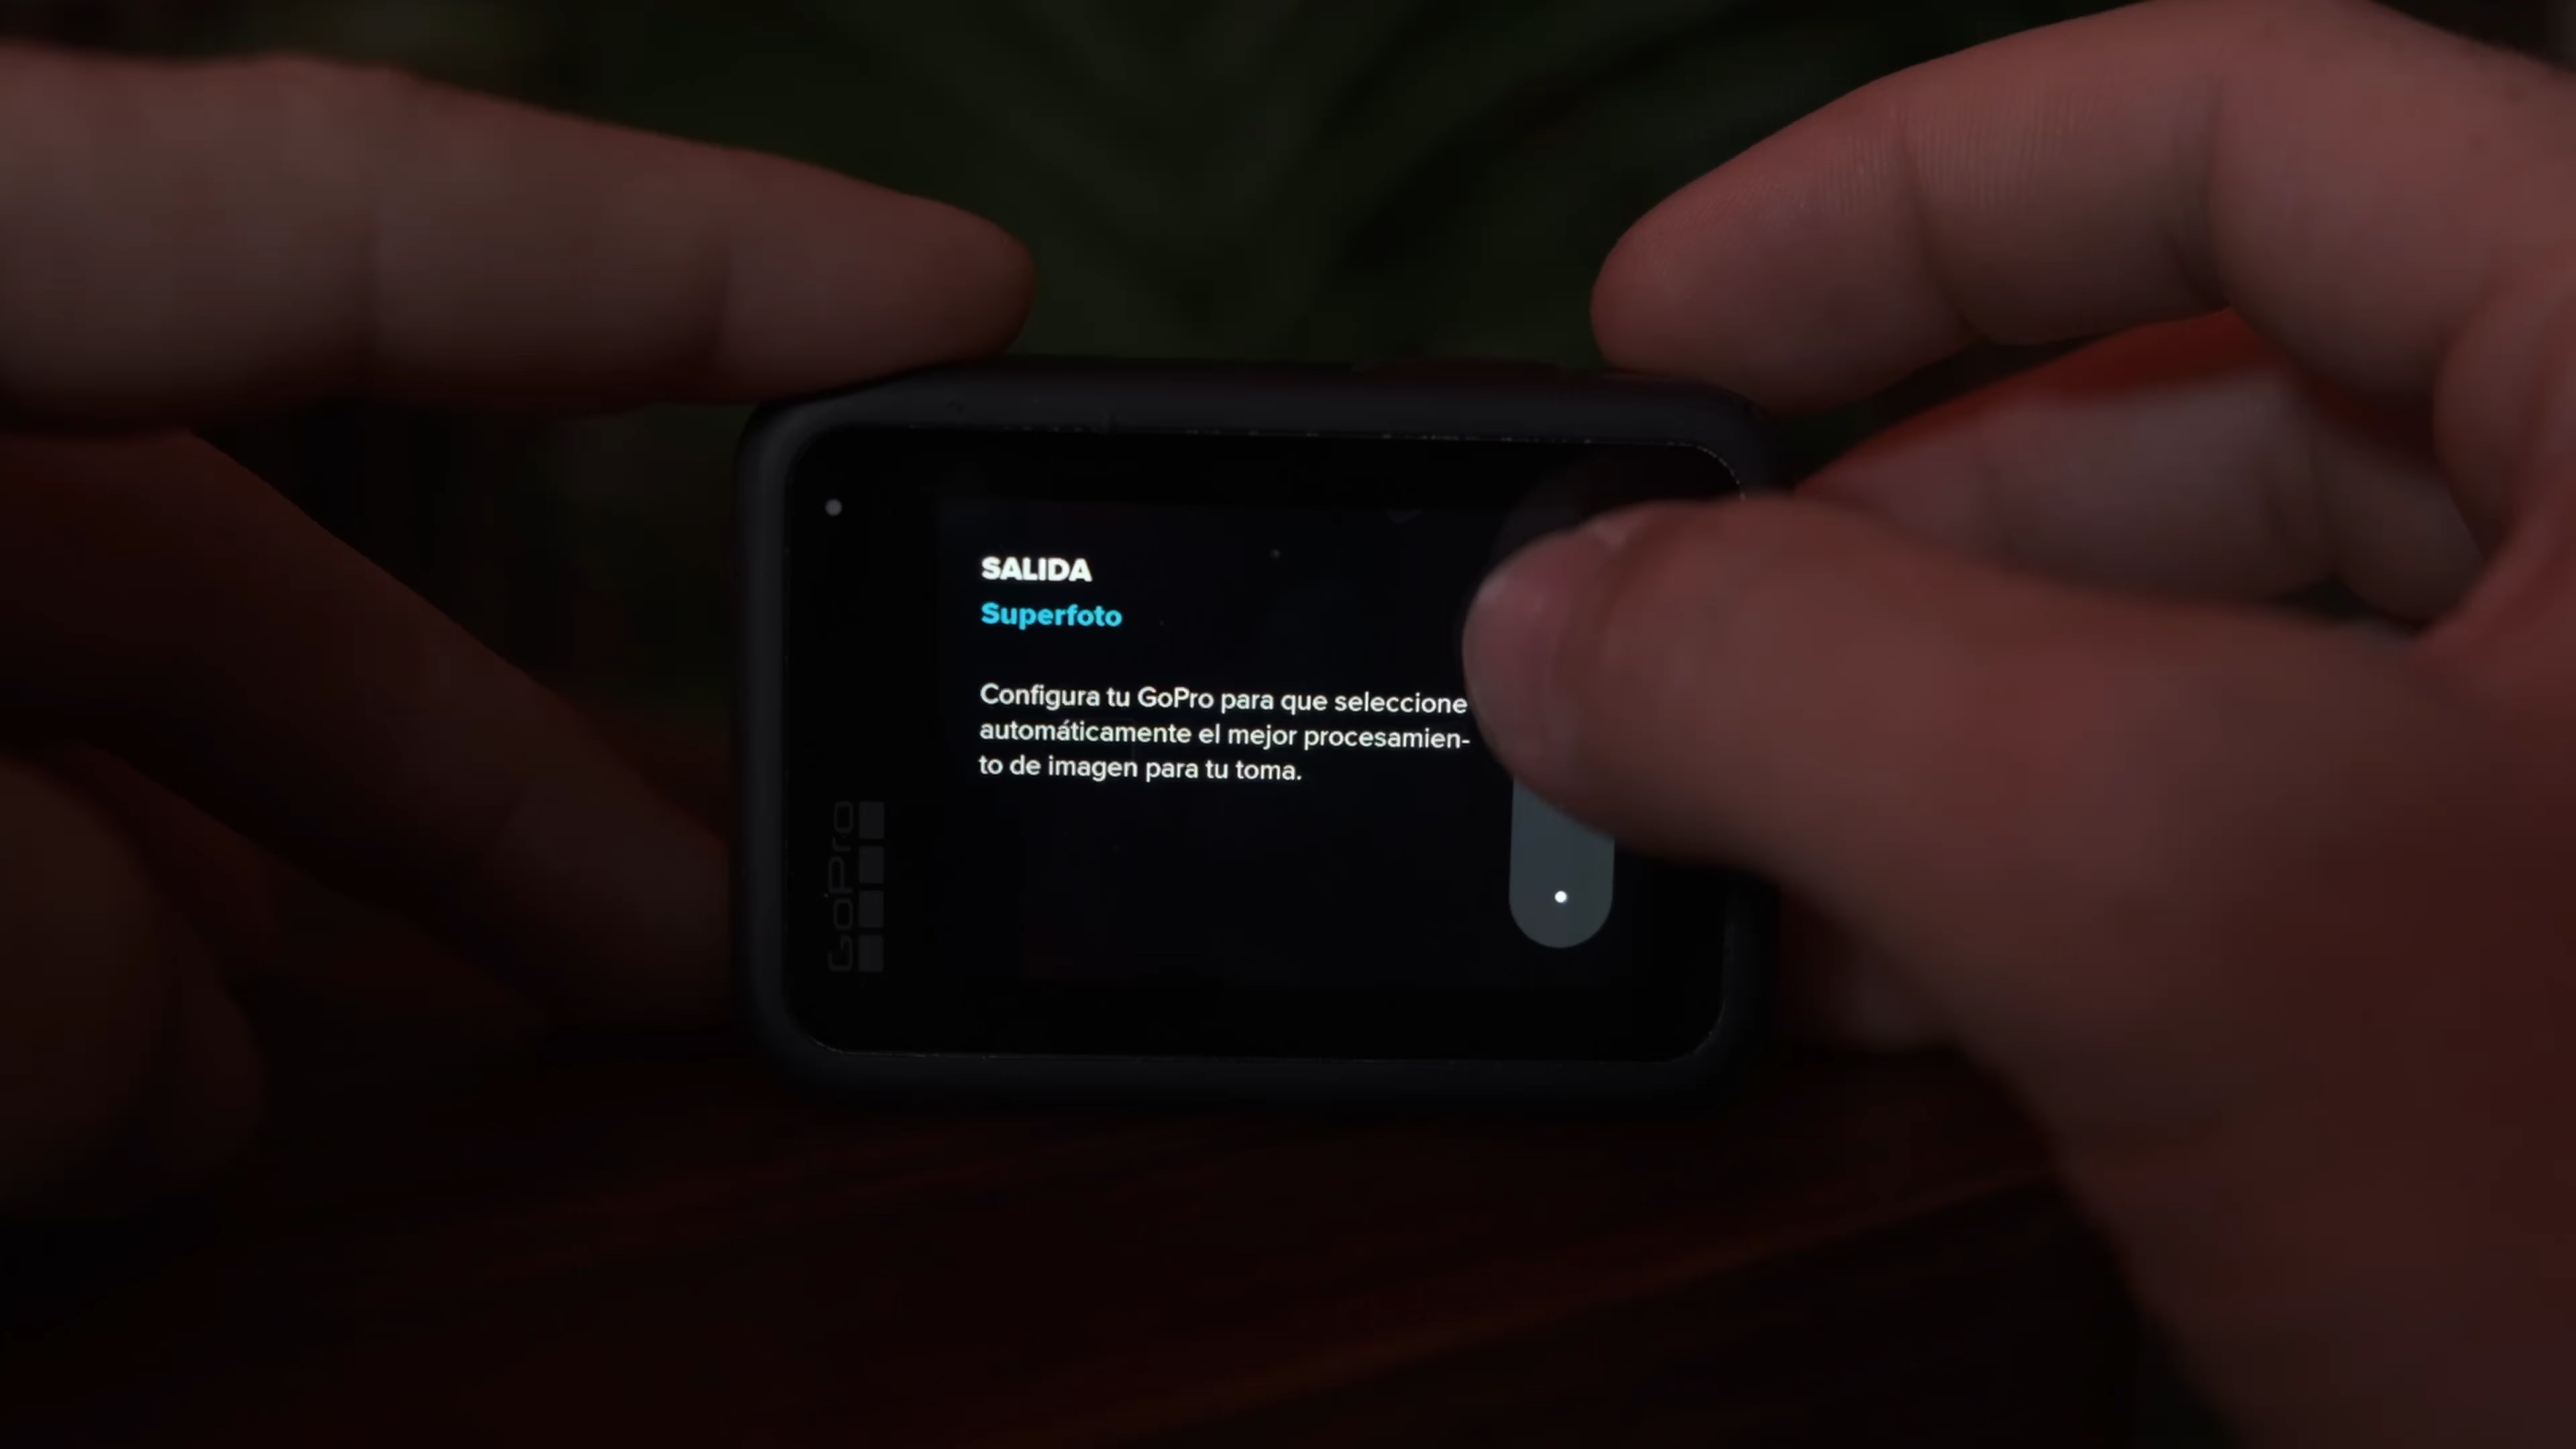 SALIDA
Superfoto
Configura tu GoPro para que seleccione
automáticamente el mejor procesamien-
to de imagen para tu toma.
GoPro